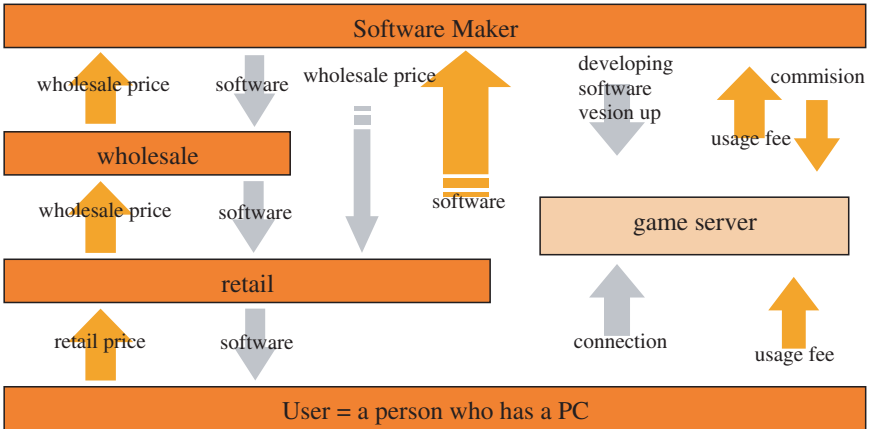 Software Maker
wholesale price
software
wholesale price
developing
software
vesion up
commision
usage fee
wholesale
wholesale price
software
software
game server
retail
retail price
software
connection
usage fee
User = a person who has a PC